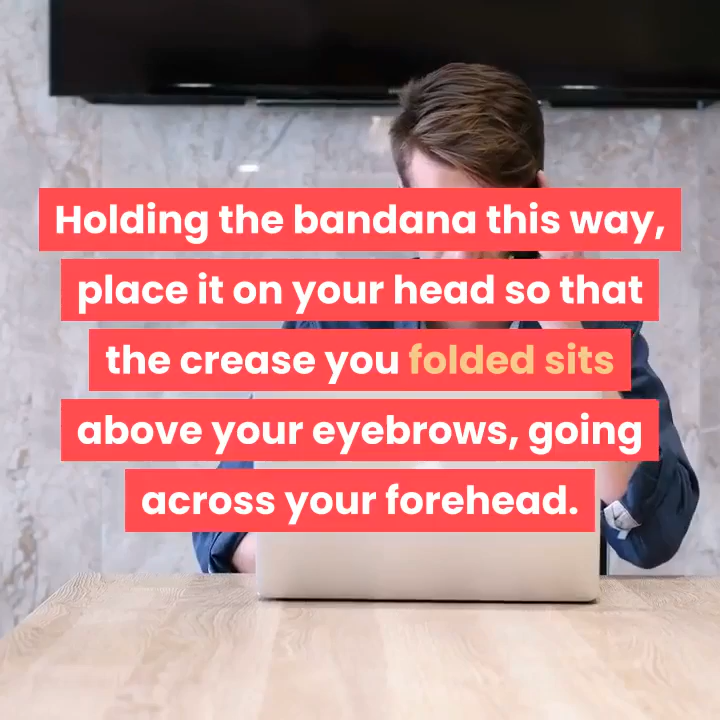 Holding the bandana this way,
place it on your head so that
the crease you folded sits
above your eyebrows, going
across your forehead.